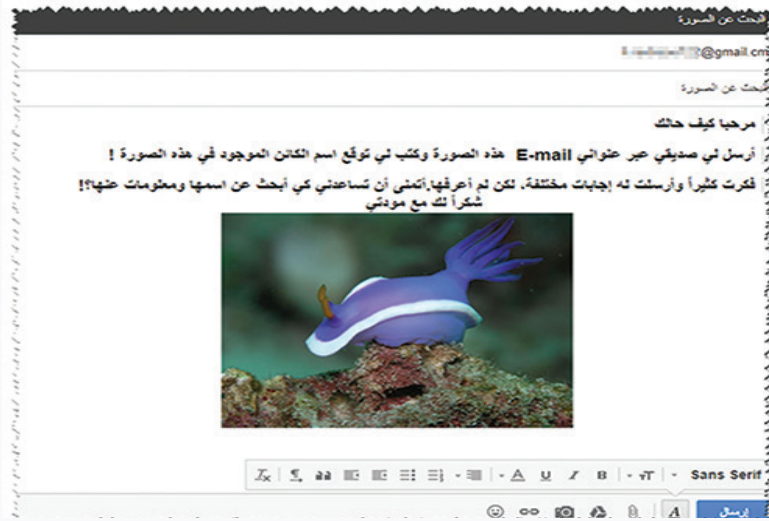 البحث عن الصورة
@gmail.cm
البحث عن الصورة
مرحبا كيف حالك
أرسل لي صديقي عبر عنواني E-mail هذه الصورة وكتب لي توقع اسم الكائن الموجود في هذه الصورة !
فكرت كثيراً وأرسلت له إجابات مختلفة، لكن لم أعرفها.أتمنى أن تساعدني كي أبحث عن اسمها ومعلومات عنها؟!
شكراً لك مع مودتي
Sans Serif
إرسال